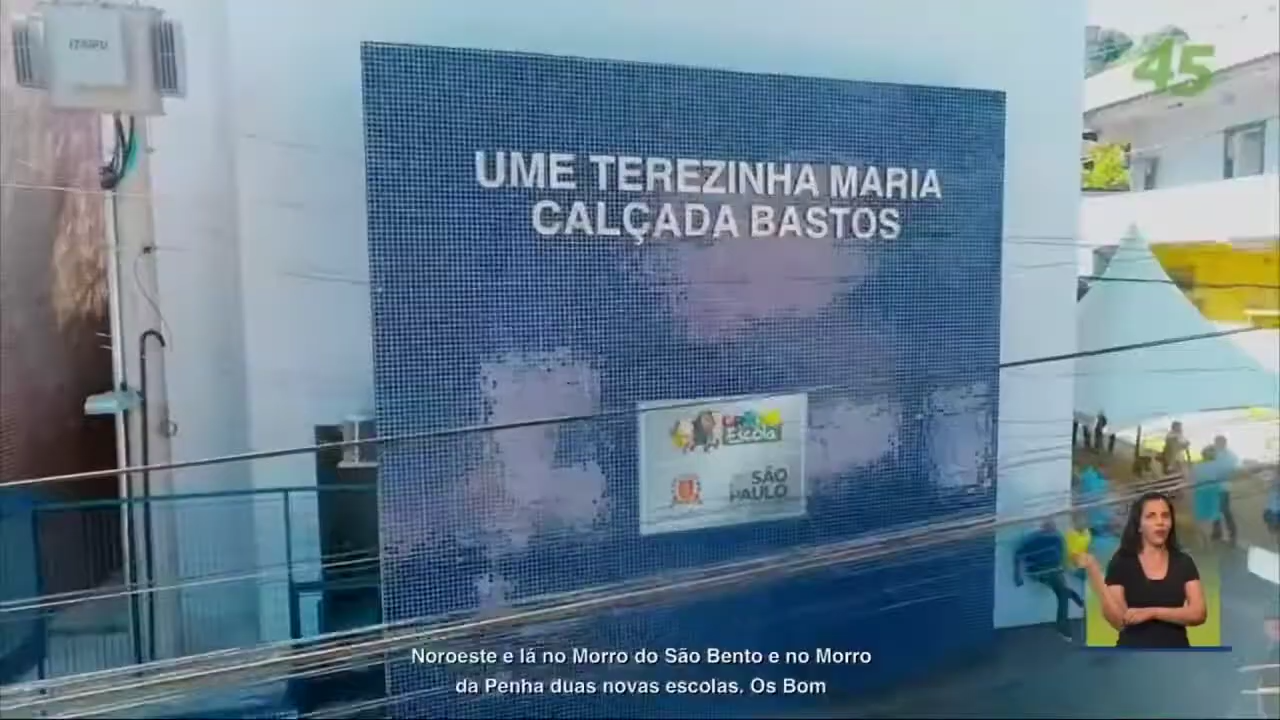 ITAIPU
45
UME TEREZINHA MARIA
CALÇADA BASTOS
Escola
SÃO
PAULO
Noroeste e lá no Morro do São Bento e no Morro
da Penha duas novas escolas. Os Bom